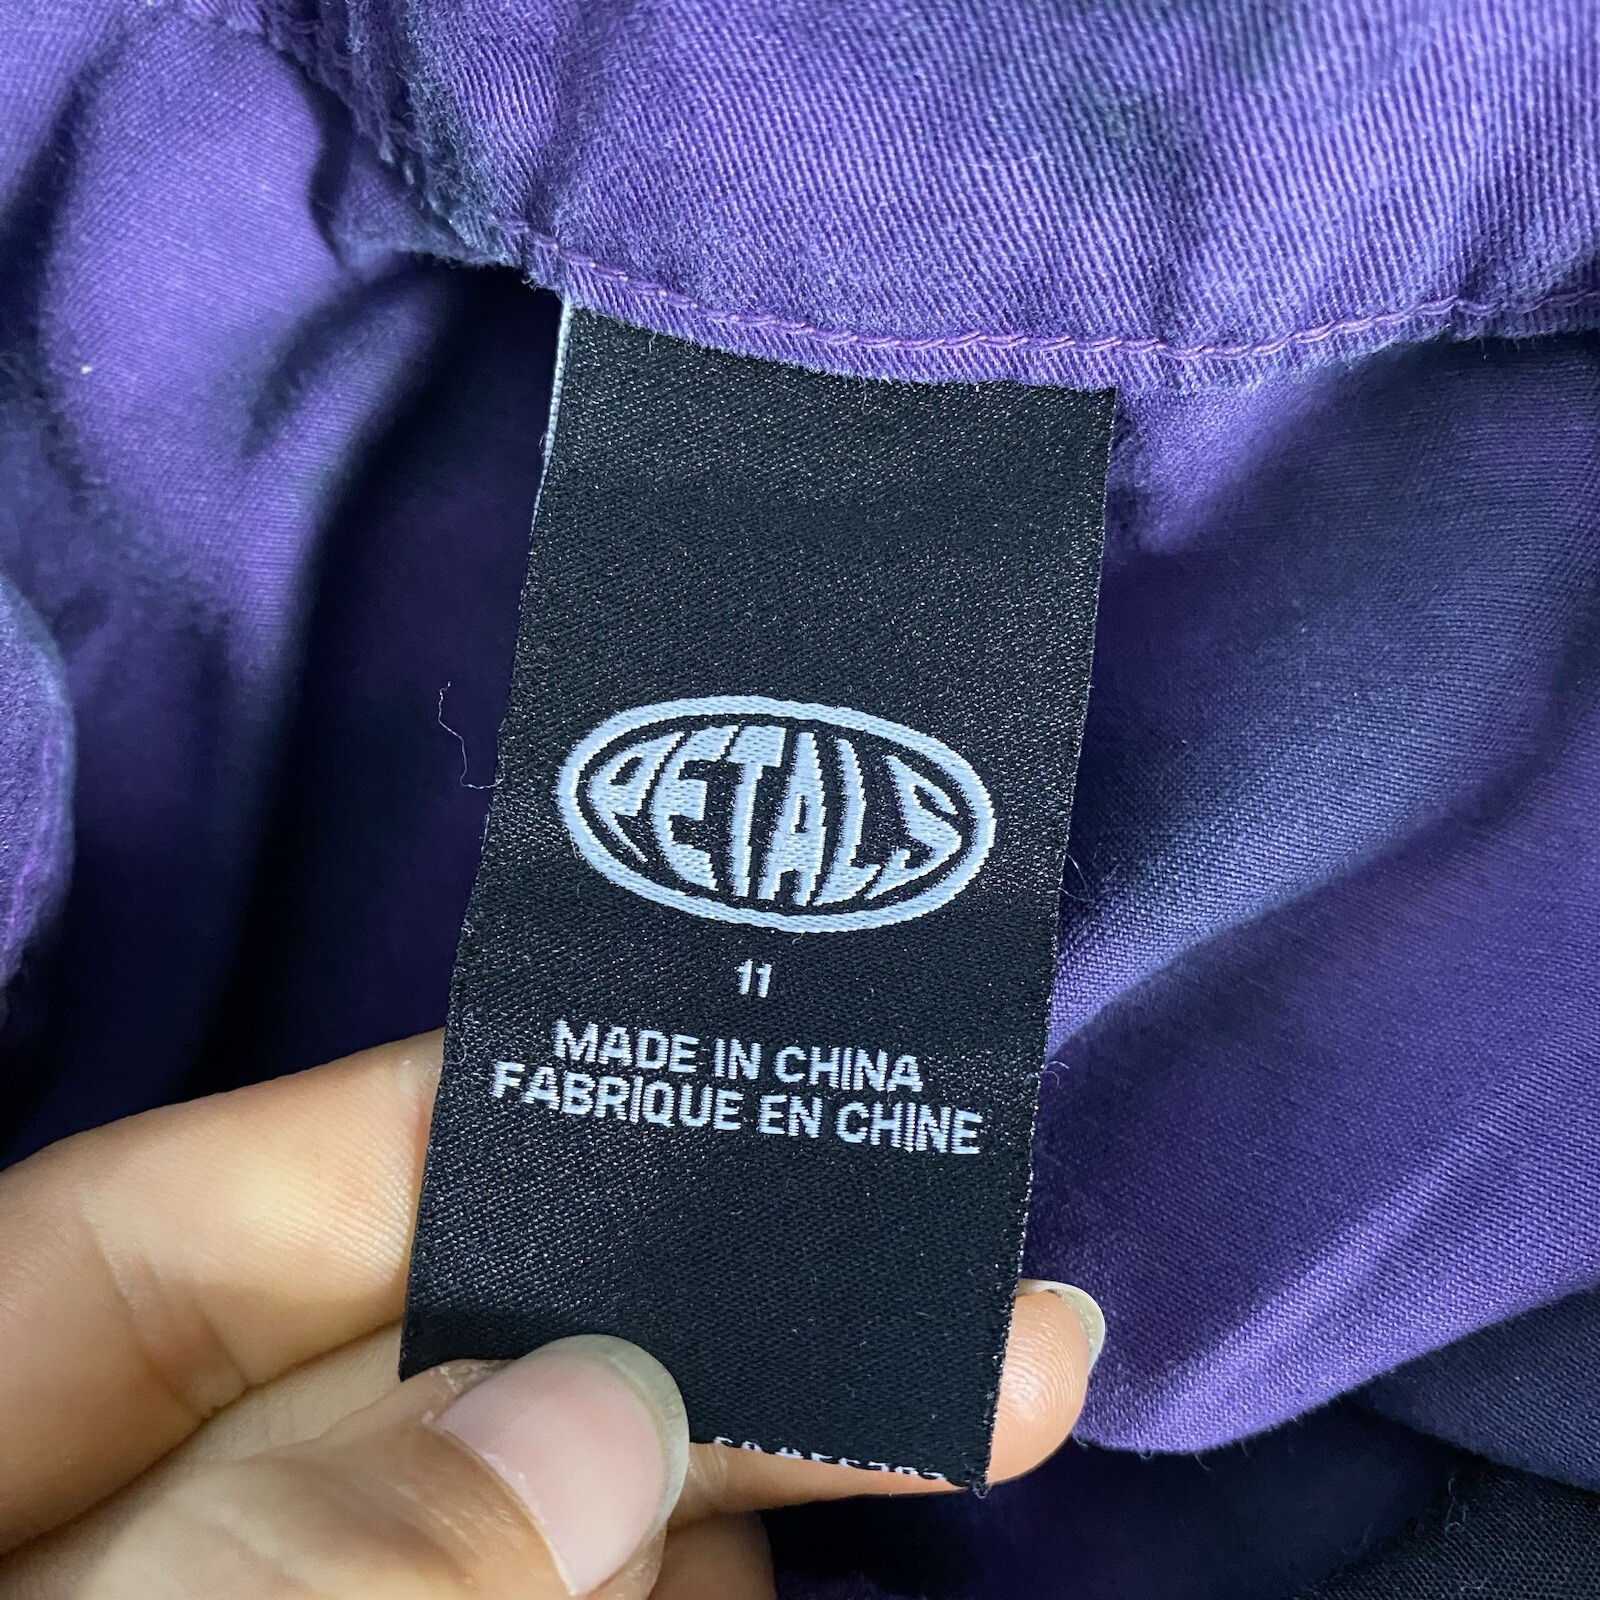 PETALS
11
MADE IN CHINA
FABRIQUE EN CHINE